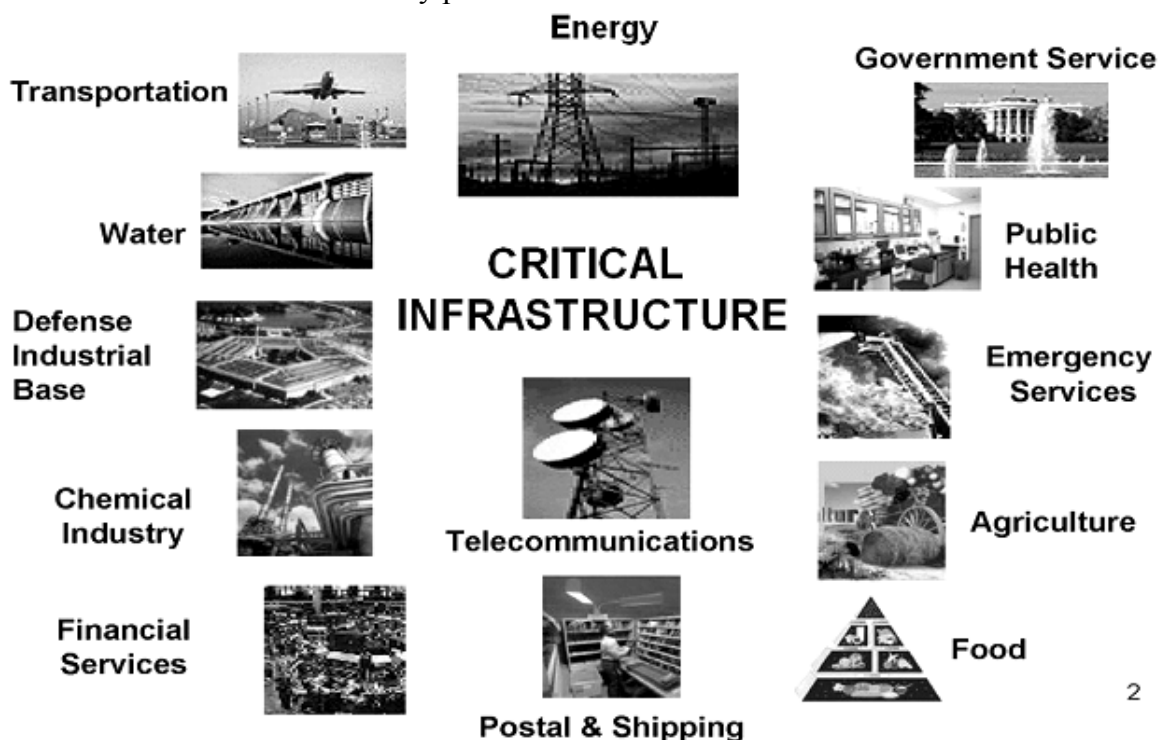 Energy
Government Service
Transportation
Water
CRITICAL
INFRASTRUCTURE
Public
Health
Defense
Industrial
Base
Emergency
Services
Chemical
Industry
Telecommunications
Agriculture
Financial
Services
Food
Postal & Shipping
2